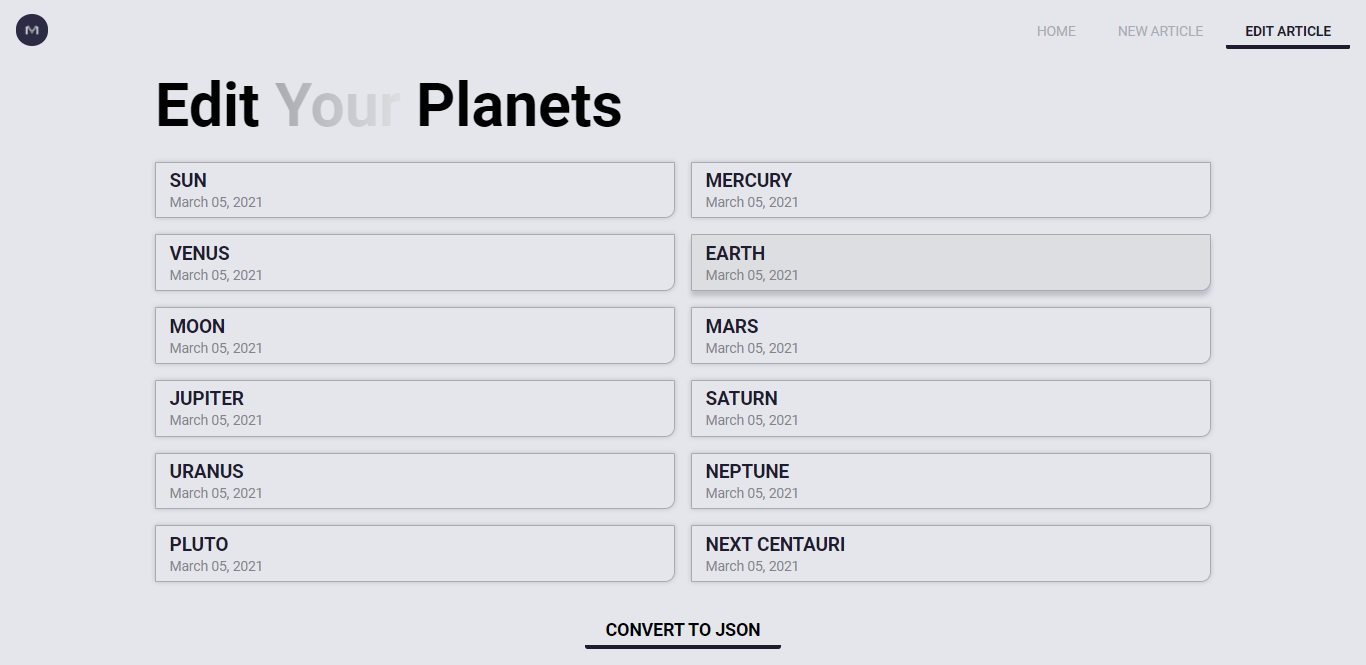 M
HOME NEW ARTICLE EDIT ARTICLE
Edit Your Planets
SUN
March 05, 2021
MERCURY
March 05, 2021
VENUS
March 05, 2021
EARTH
March 05, 2021
MOON
March 05, 2021
MARS
March 05, 2021
JUPITER
March 05, 2021
SATURN
March 05, 2021
URANUS
March 05, 2021
NEPTUNE
March 05, 2021
PLUTO
March 05, 2021
NEXT CENTAURI
March 05, 2021
CONVERT TO JSON